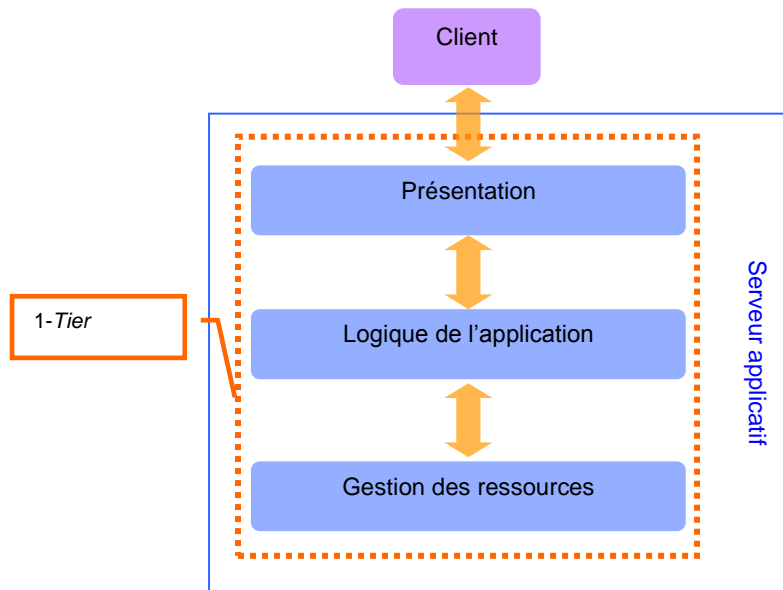 Client
Présentation
1-Tier
Logique de l’application
Gestion des ressources
Serveur applicatif